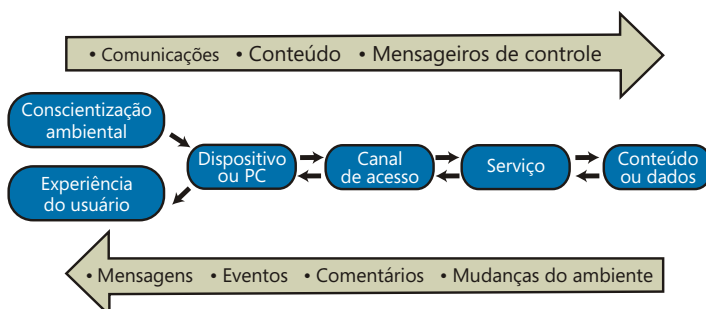 • Comunicações • Conteúdo • Mensageiros de controle
Conscientização
ambiental
Experiência
do usuário
Dispositivo
ou PC
Canal
de acesso
Serviço
Conteúdo
ou dados
• Mensagens • Eventos • Comentários • Mudanças do ambiente